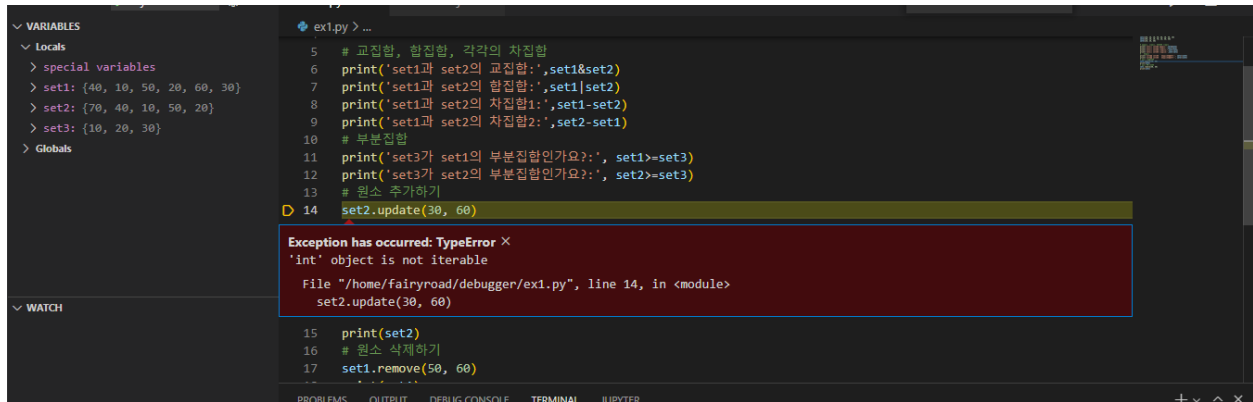 VARIABLES
Locals
special variables
set1: {40, 10, 50, 20, 60, 30}
set2: {70, 40, 10, 50, 20}
set3: {10, 20, 30}
Globals
WATCH
ex1.py > ...
5 # 교집합, 합집합, 각각의 차집합
6 print('set1과 set2의 교집합:',set1&set2)
7 print('set1과 set2의 합집합:',set1|set2)
8 print('set1과 set2의 차집합1:',set1-set2)
9 print('set1과 set2의 차집합2:',set2-set1)
10 # 부분집합
11 print('set3가 set1의 부분집합인가요?:', set1>=set3)
12 print('set3가 set2의 부분집합인가요?:', set2>=set3)
13 # 원소 추가하기
14 set2.update(30, 60)
Exception has occurred: TypeError ×
'int' object is not iterable
File "/home/fairyroad/debugger/ex1.py", line 14, in <module>
set2.update(30, 60)
15 print(set2)
16 # 원소 삭제하기
17 set1.remove(50, 60)
PROBLEMS OUTPUT DEBUG CONSOLE TERMINAL JUPYTER